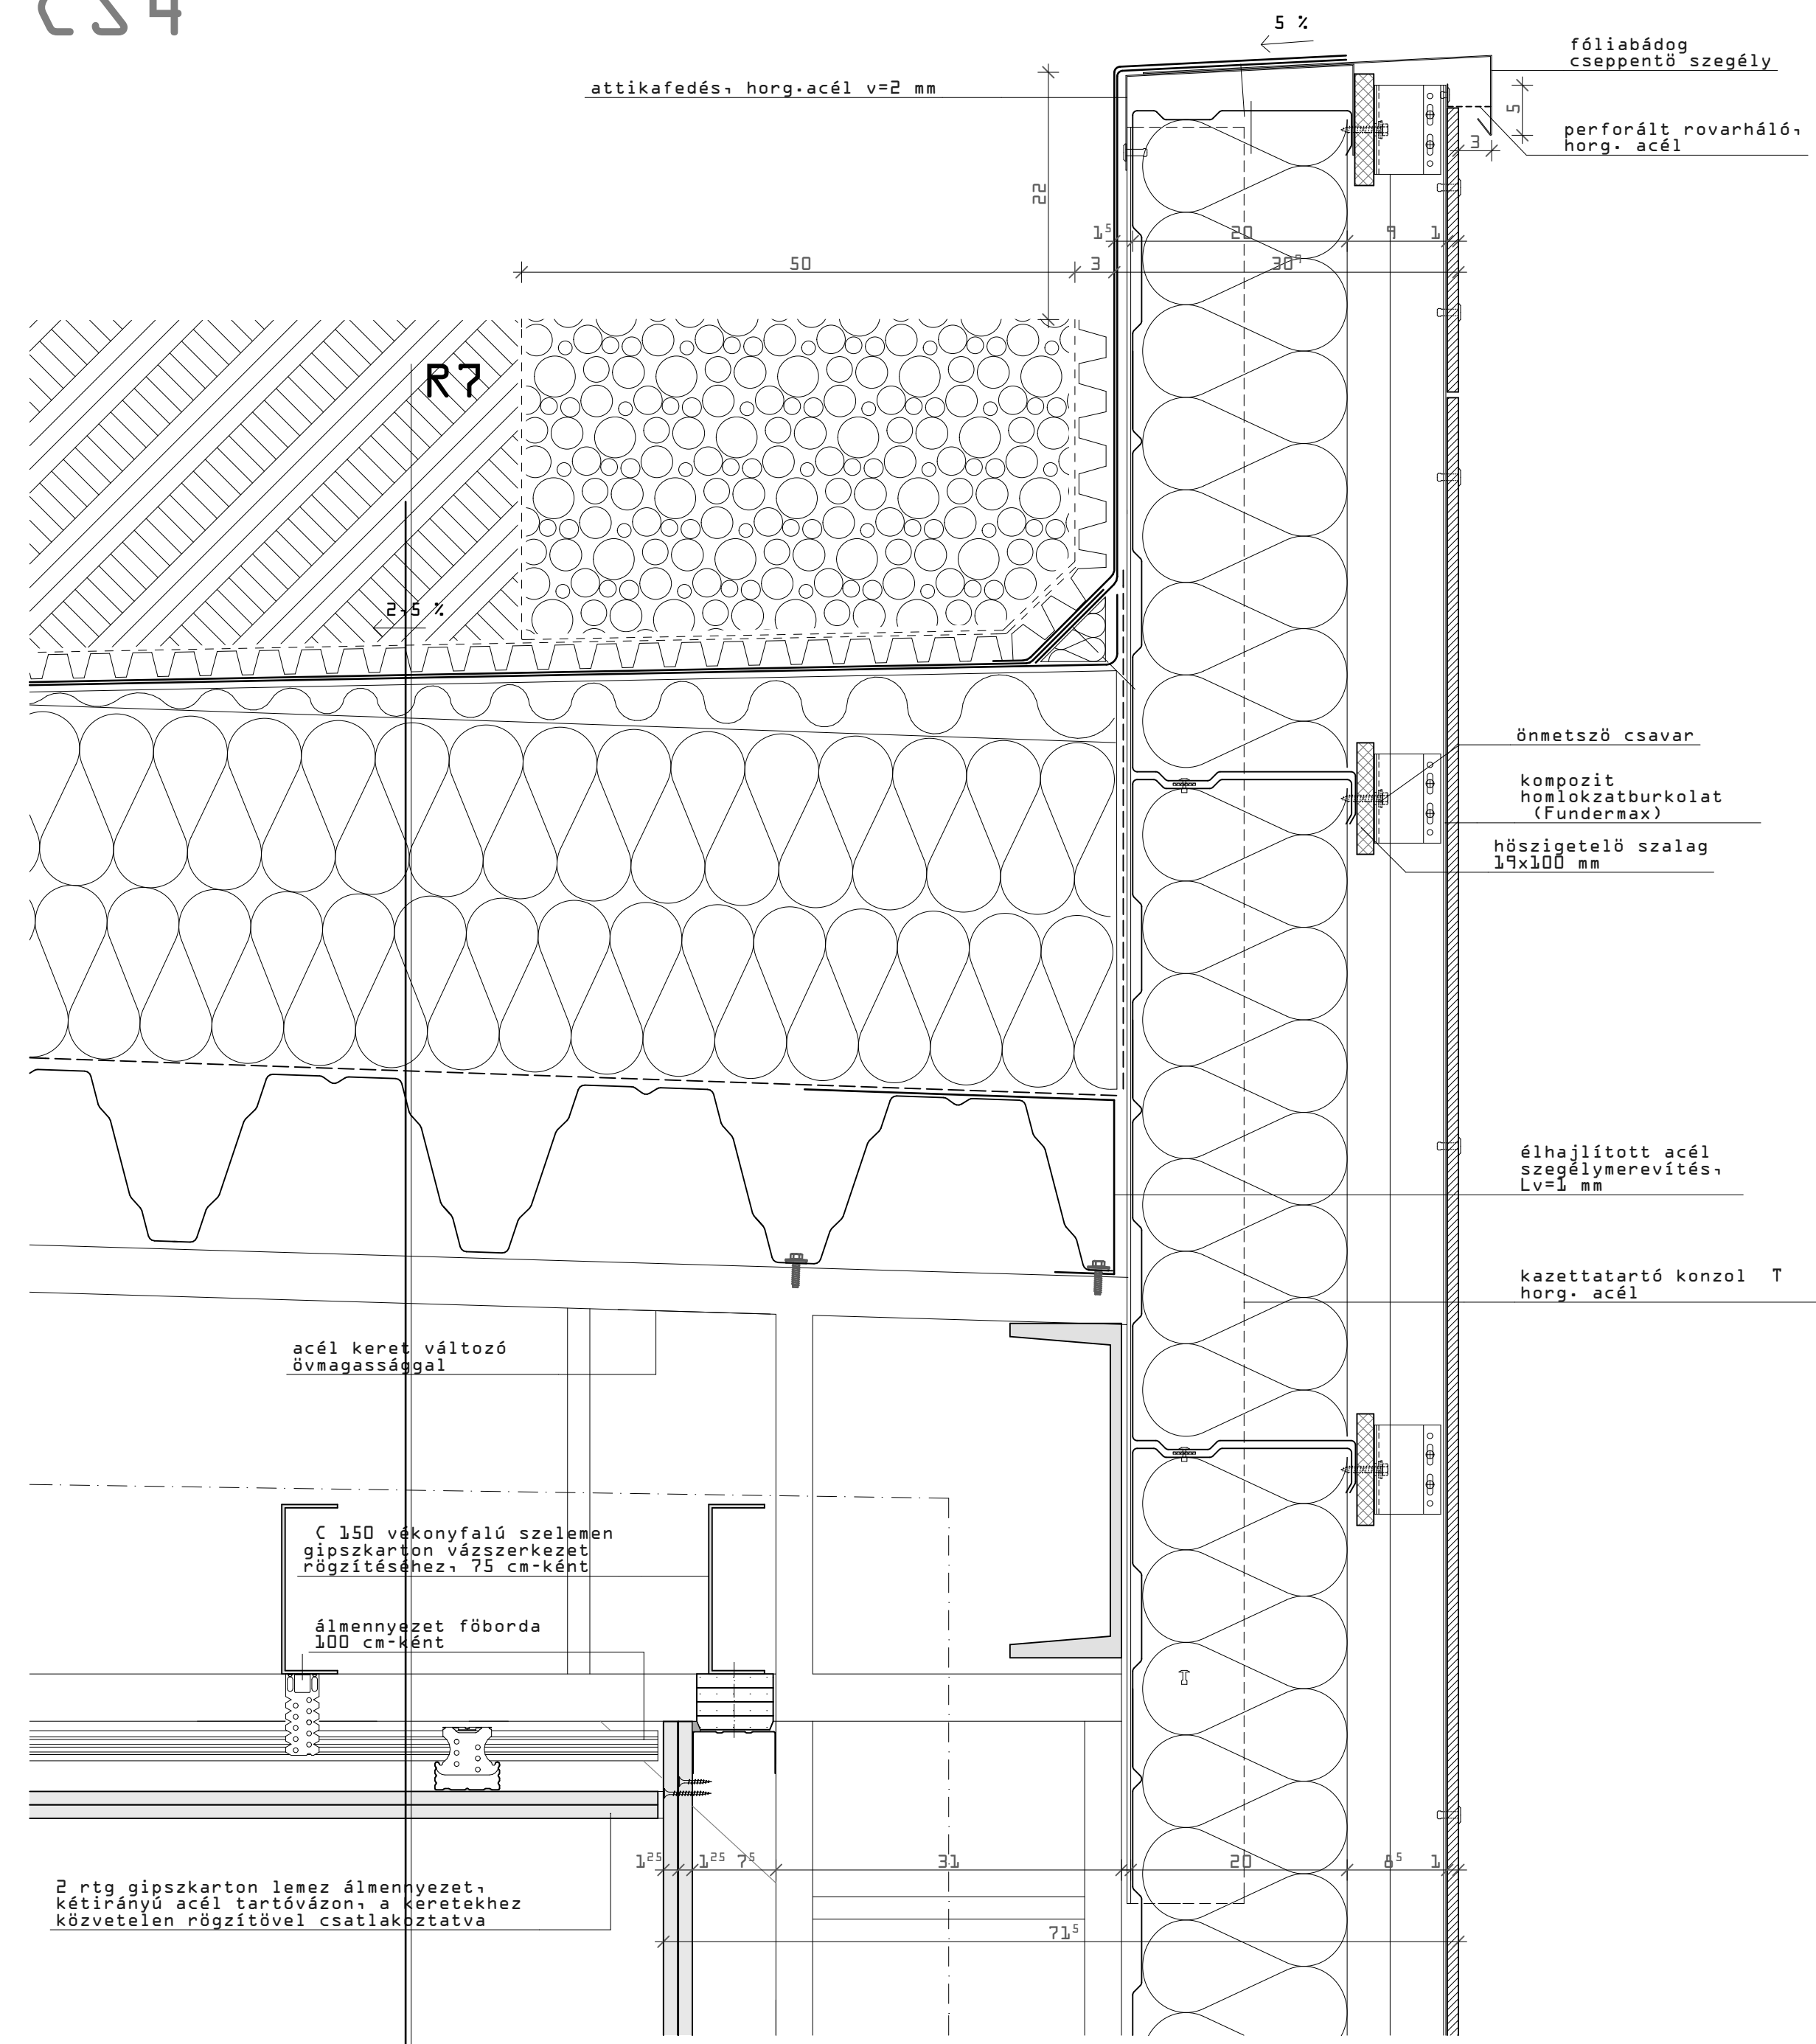 CS4
5 %
fóliabádog
cseppentö szegély
attikafedés, horg.acél v=2 mm
5
perforált rovarháló,
horg. acél
3
22
1⁵ 20 9 1
50 3 30⁹
R7
2-5 %
önmetszö csavar
kompozit
homlokzatburkolat
(Fundermax)
höszigetelö szalag
19x100 mm
élhajlított acél
szegélymerevítés,
Lv=1 mm
kazettatartó konzol T
horg. acél
acél keret változó
övmagassággal
C 150 vékonyfalú szelemen
gipszkarton vázszerkezet
rögzítéséhez, 75 cm-ként
álmennyezet föborda
100 cm-ként
1²⁵ 1²⁵ 7⁵ 31 20 8⁵ 1
2 rtg gipszkarton lemez álmennyezet,
kétirányú acél tartóvázon, a keretekhez
közvetelen rögzítövel csatlakoztatva
71⁵